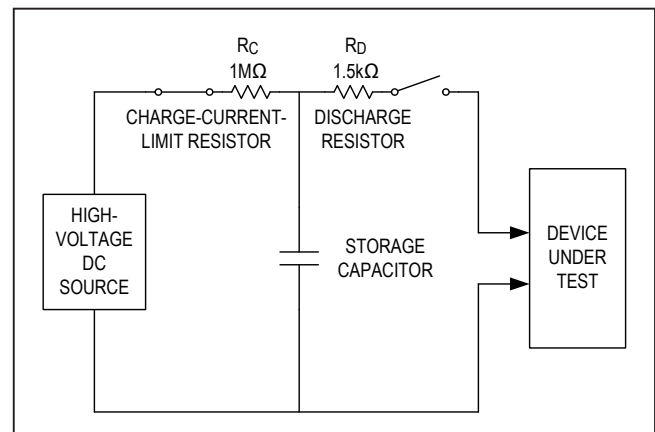 RC
1MΩ
RD
1.5kΩ
CHARGE-CURRENT-
LIMIT RESISTOR
DISCHARGE
RESISTOR
HIGH-
VOLTAGE
DC
SOURCE
STORAGE
CAPACITOR
DEVICE
UNDER
TEST